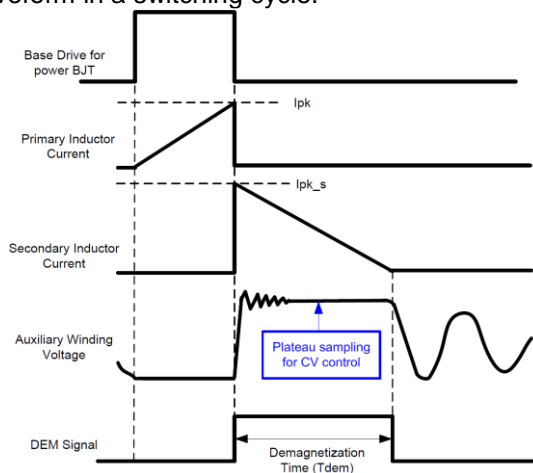 waveform in a switching cycle.
Base Drive for
power BJT
Ipk
Primary Inductor
Current
Ipk_s
Secondary Inductor
Current
Auxiliary Winding
Voltage
Plateau sampling
for CV control
DEM Signal
Demagnetization
Time (Tdem)